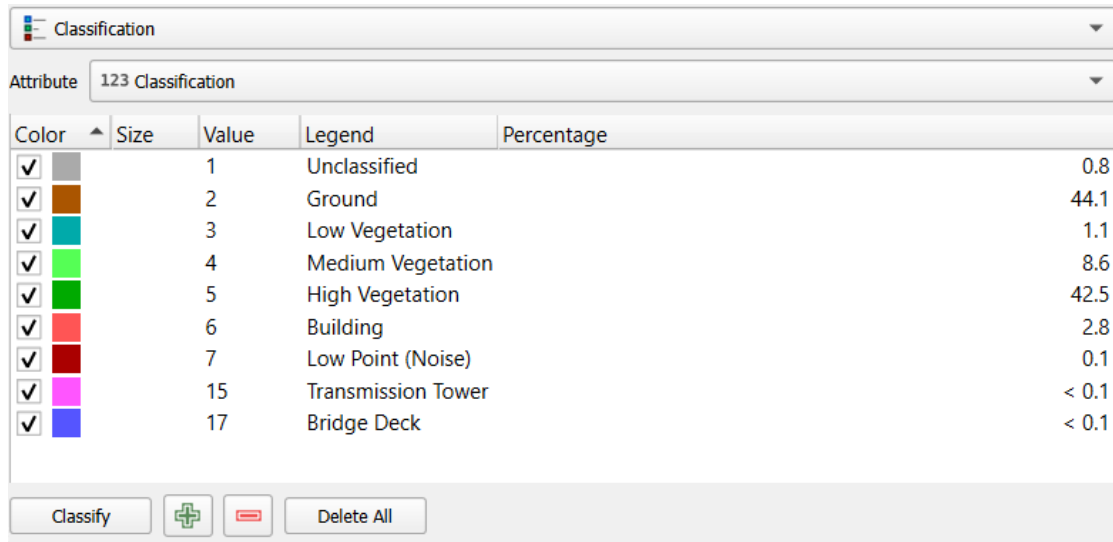 Classification
Attribute 123 Classification
Color Size Value Legend Percentage
1 Unclassified 0.8
2 Ground 44.1
3 Low Vegetation 1.1
4 Medium Vegetation 8.6
5 High Vegetation 42.5
6 Building 2.8
7 Low Point (Noise) 0.1
15 Transmission Tower < 0.1
17 Bridge Deck < 0.1
Classify Delete All